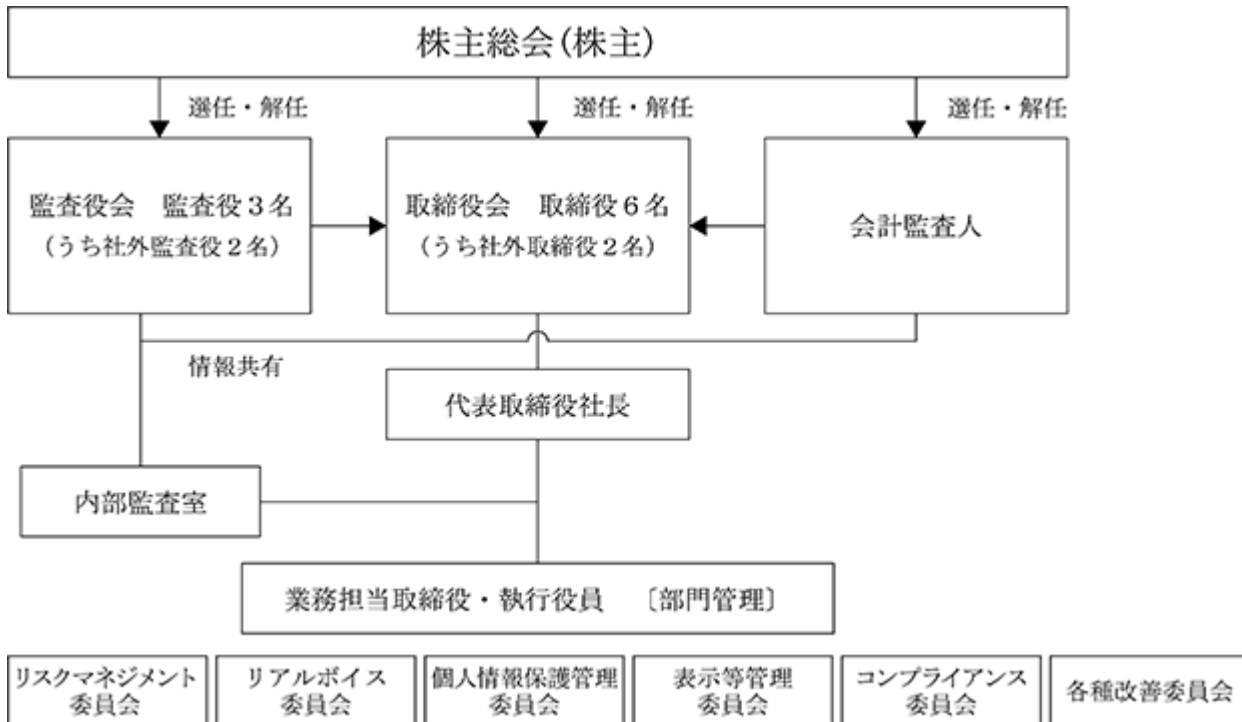 株主総会(株主)
選任・解任
選任・解任
選任・解任
監査役会　監査役３名
（うち社外監査役２名）
取締役会　取締役６名
（うち社外取締役２名）
会計監査人
情報共有
代表取締役社長
内部監査室
業務担当取締役・執行役員　〔部門管理〕
リスクマネジメント
委員会
リアルボイス
委員会
個人情報保護管理
委員会
表示等管理
委員会
コンプライアンス
委員会
各種改善委員会